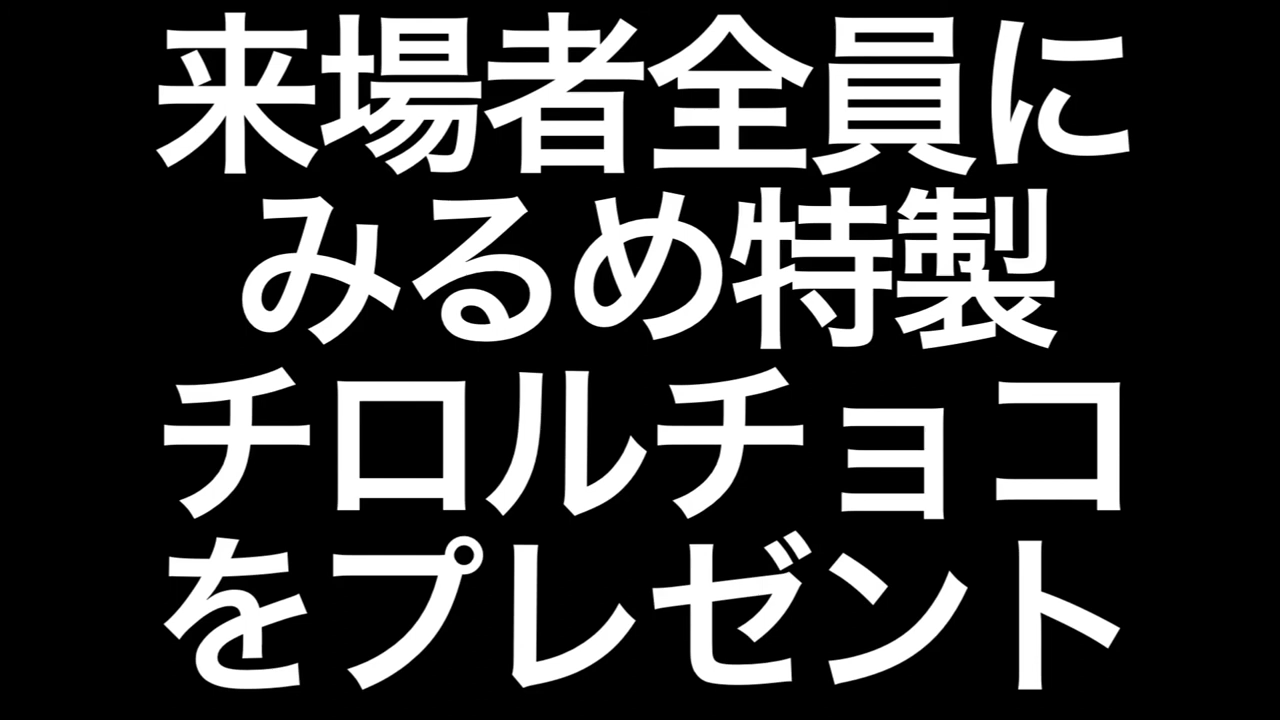 来場者全員に
みるめ特製
チロルチョコ
をプレゼント